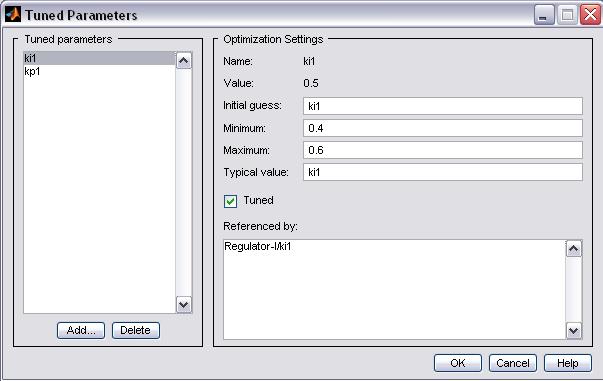 Tuned Parameters
Tuned parameters
ki1
kp1
Add...
Delete
Optimization Settings
Name: ki1
Value: 0.5
Initial guess: ki1
Minimum: 0.4
Maximum: 0.6
Typical value: ki1
Tuned
Referenced by:
Regulator-I/ki1
OK
Cancel
Help